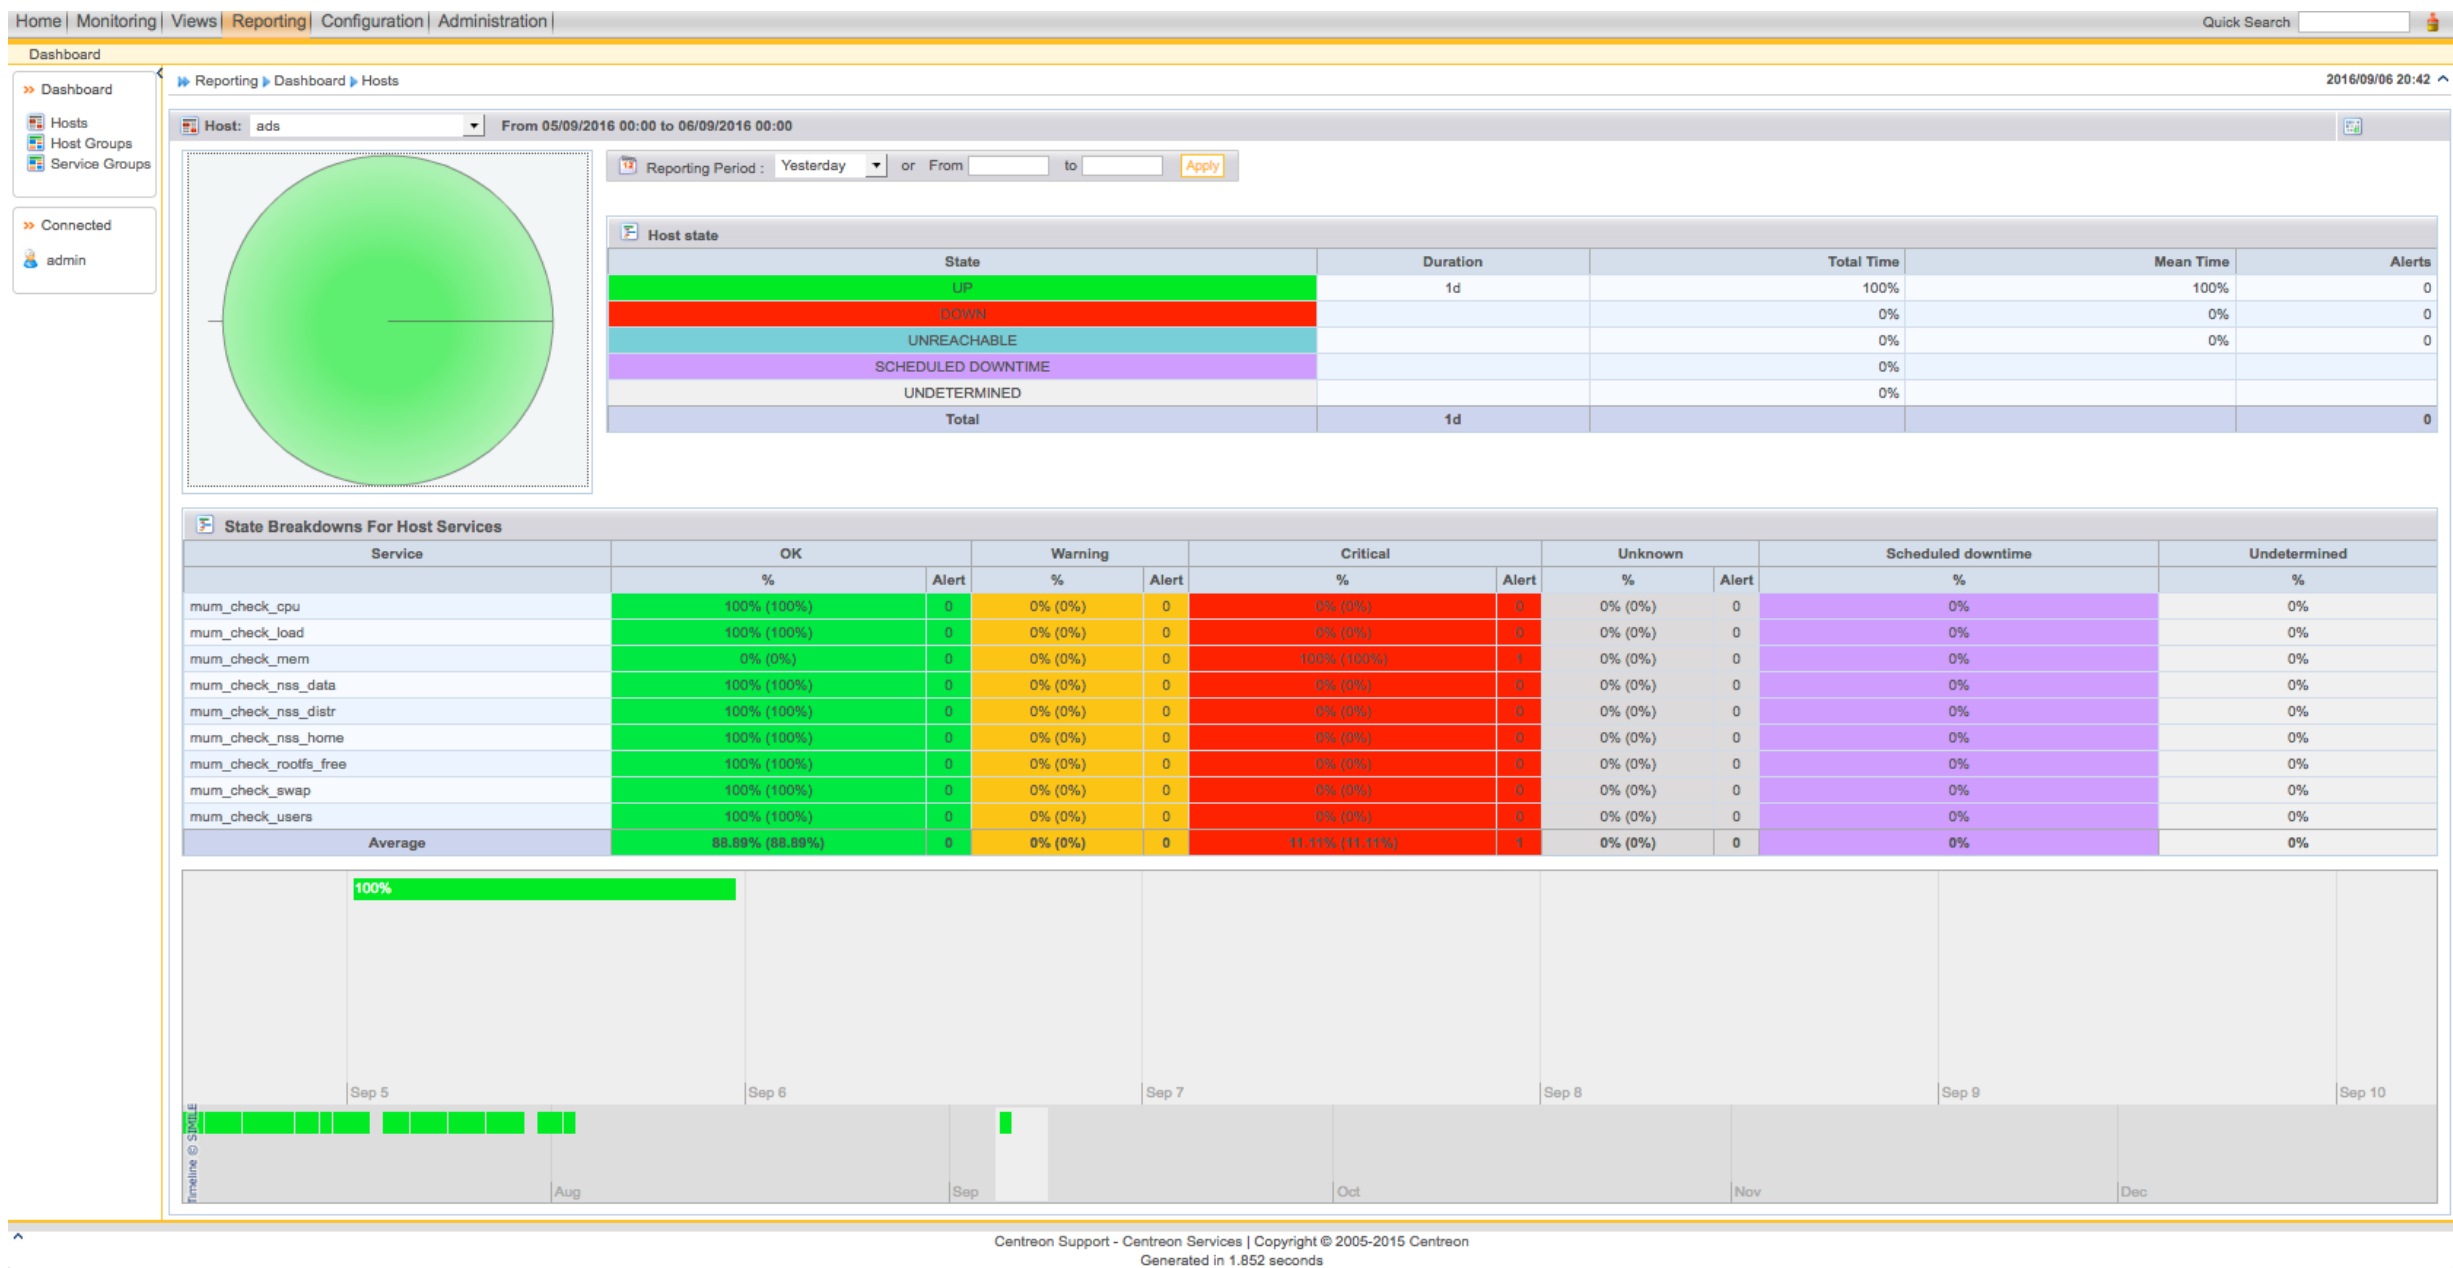 Home Monitoring Views Reporting Configuration Administration Quick Search
Dashboard
Dashboard
Hosts
Host Groups
Service Groups
Connected
admin
Reporting Dashboard Hosts 2016/09/06 20:42
Host: ads From 05/09/2016 00:00 to 06/09/2016 00:00
12 Reporting Period : Yesterday or From to Apply
Host state
State Duration Total Time Mean Time Alerts
UP 1d 100% 100% 0
DOWN 0% 0% 0
UNREACHABLE 0% 0% 0
SCHEDULED DOWNTIME 0%
UNDETERMINED 0%
Total 1d 0
State Breakdowns For Host Services
Service OK Warning Critical Unknown Scheduled downtime Undetermined
% Alert % Alert % Alert % Alert % %
mum_check_cpu 100% (100%) 0 0% (0%) 0 0% (0%) 0 0% (0%) 0 0% 0%
mum_check_load 100% (100%) 0 0% (0%) 0 0% (0%) 0 0% (0%) 0 0% 0%
mum_check_mem 0% (0%) 0 0% (0%) 0 100% (100%) 1 0% (0%) 0 0% 0%
mum_check_nss_data 100% (100%) 0 0% (0%) 0 0% (0%) 0 0% (0%) 0 0% 0%
mum_check_nss_distr 100% (100%) 0 0% (0%) 0 0% (0%) 0 0% (0%) 0 0% 0%
mum_check_nss_home 100% (100%) 0 0% (0%) 0 0% (0%) 0 0% (0%) 0 0% 0%
mum_check_rootfs_free 100% (100%) 0 0% (0%) 0 0% (0%) 0 0% (0%) 0 0% 0%
mum_check_swap 100% (100%) 0 0% (0%) 0 0% (0%) 0 0% (0%) 0 0% 0%
mum_check_users 100% (100%) 0 0% (0%) 0 0% (0%) 0 0% (0%) 0 0% 0%
Average 88.89% (88.89%) 0 0% (0%) 0 11.11% (11.11%) 1 0% (0%) 0 0% 0%
100%
Sep 5 Sep 6 Sep 7 Sep 8 Sep 9 Sep 10
Timeline © SIMILE
Aug Sep Oct Nov Dec
Centreon Support - Centreon Services | Copyright © 2005-2015 Centreon
Generated in 1.852 seconds